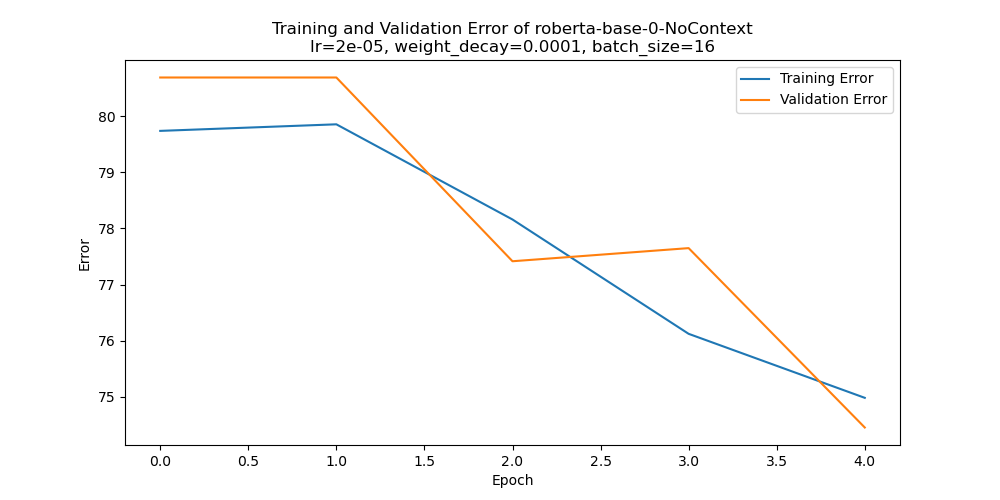 Training and Validation Error of roberta-base-0-NoContext
lr=2e-05, weight_decay=0.0001, batch_size=16
Training Error
Validation Error
80
79
78
77
76
75
Error
0.0 0.5 1.0 1.5 2.0 2.5 3.0 3.5 4.0
Epoch